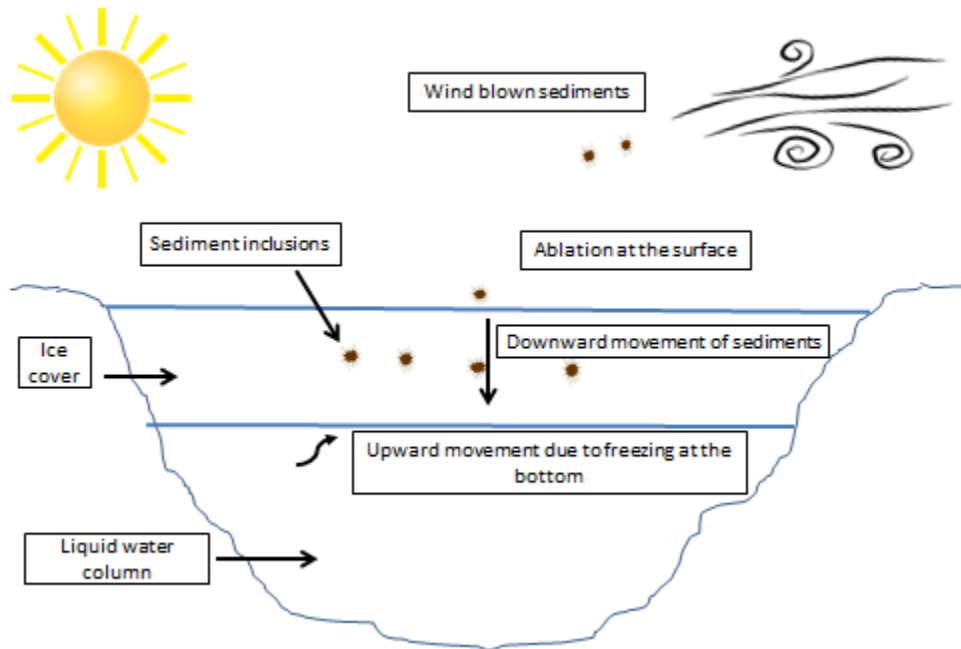 Wind blown sediments
Sediment inclusions
Ablation at the surface
Downward movement of sediments
Ice
cover
Upward movement due to freezing at the
bottom
Liquid water
column